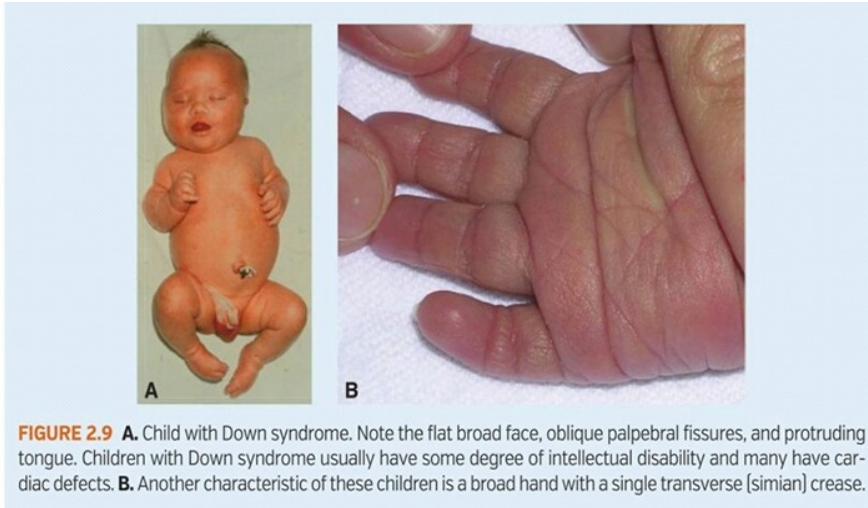 A
B
FIGURE 2.9 A. Child with Down syndrome. Note the flat broad face, oblique palpebral fissures, and protruding
tongue. Children with Down syndrome usually have some degree of intellectual disability and many have car-
diac defects. B. Another characteristic of these children is a broad hand with a single transverse (simian) crease.